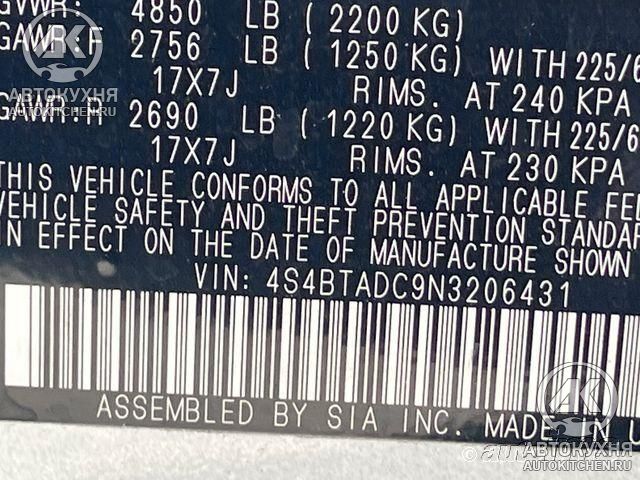 GVWR: 4850 LB ( 2200 KG)
GAWR:F 2756 LB ( 1250 KG) WITH 225/6
17X7J RIMS. AT 240 KPA
GAWR R 2690 LB ( 1220 KG) WITH 225/6
17X7J RIMS. AT 230 KPA
THIS VEHICLE CONFORMS TO ALL APPLICABLE FE
VEHICLE SAFETY AND THEFT PREVENTION STANDAR
IN EFFECT ON THE DATE OF MANUFACTURE SHOWN
VIN: 4S4BTADC9N3206431
ASSEMBLED BY SIA INC. MADE IN U
АК
АВТОКУХНЯ
AUTOKITCHEN.RU
АК
АВТОКУХНЯ
AUTOKITCHEN.RU